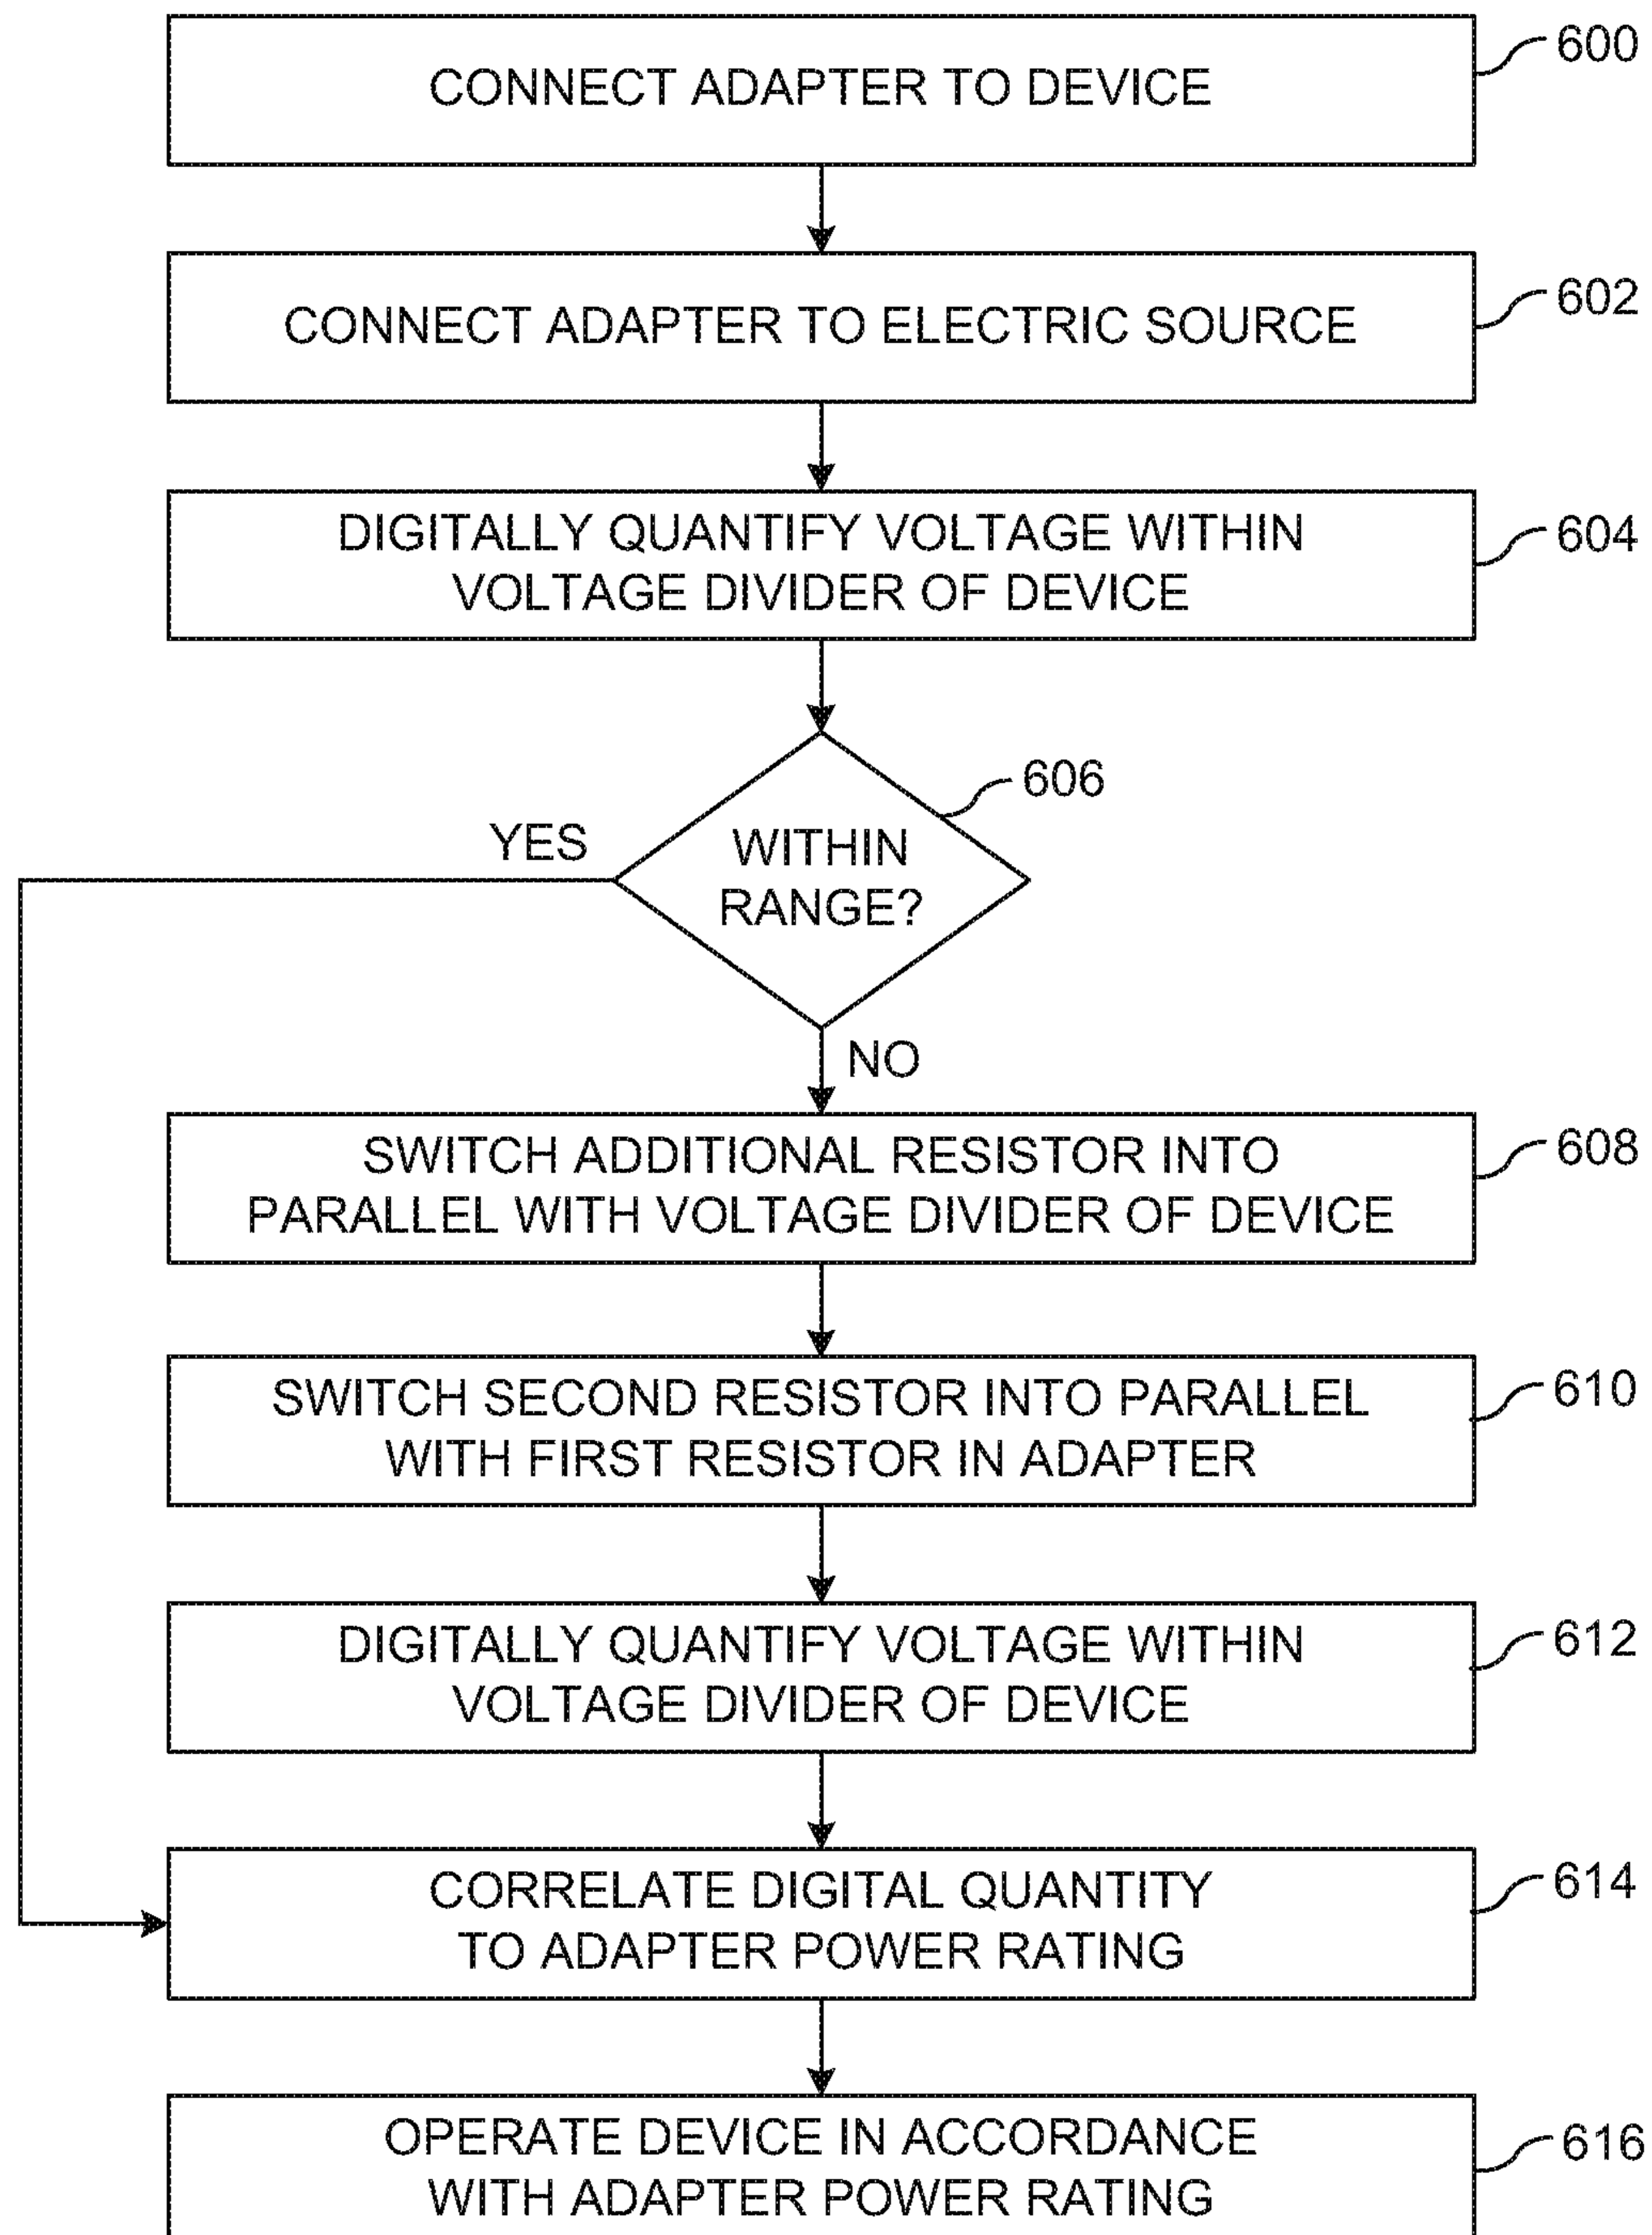 CONNECT ADAPTER TO DEVICE
600
CONNECT ADAPTER TO ELECTRIC SOURCE
602
DIGITALLY QUANTIFY VOLTAGE WITHIN
VOLTAGE DIVIDER OF DEVICE
604
606
YES
WITHIN
RANGE?
NO
SWITCH ADDITIONAL RESISTOR INTO
PARALLEL WITH VOLTAGE DIVIDER OF DEVICE
608
SWITCH SECOND RESISTOR INTO PARALLEL
WITH FIRST RESISTOR IN ADAPTER
610
DIGITALLY QUANTIFY VOLTAGE WITHIN
VOLTAGE DIVIDER OF DEVICE
612
CORRELATE DIGITAL QUANTITY
TO ADAPTER POWER RATING
614
OPERATE DEVICE IN ACCORDANCE
WITH ADAPTER POWER RATING
616